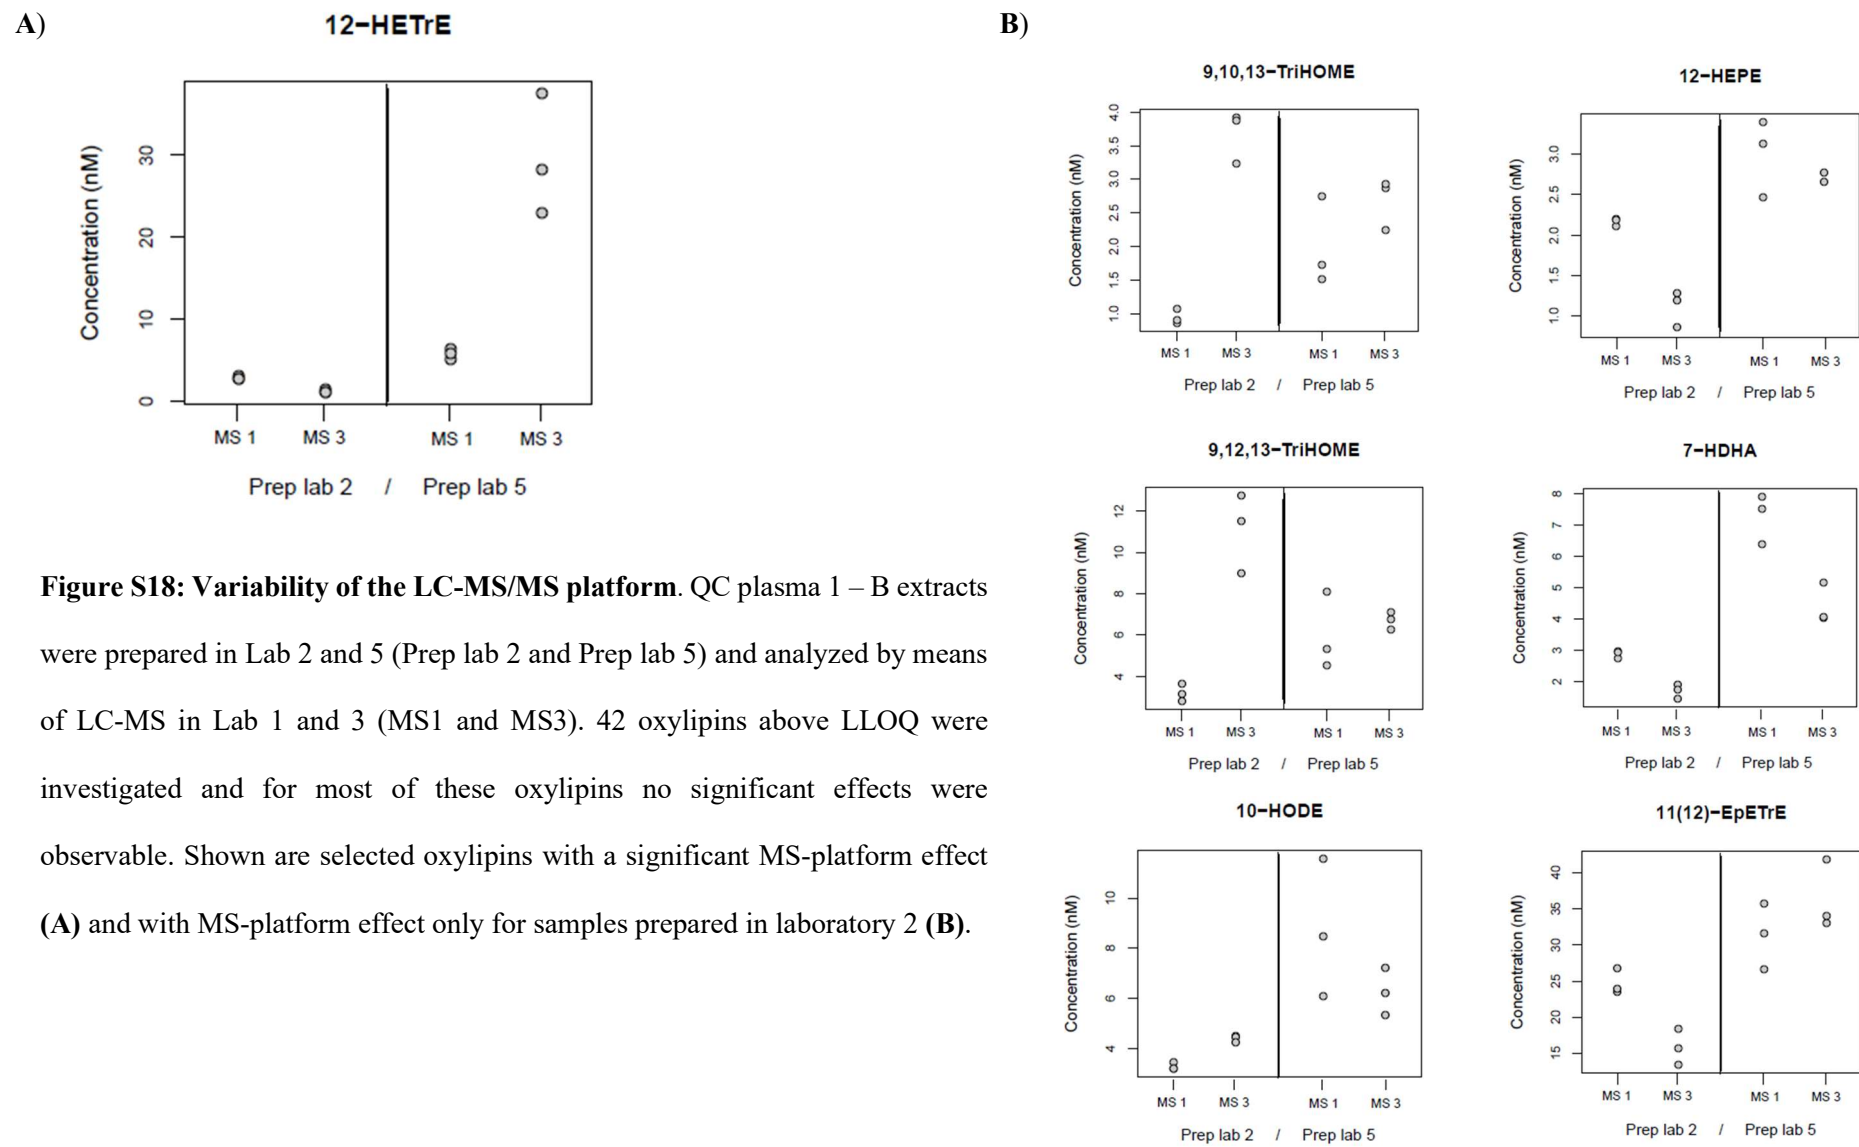 A)
12−HETrE
Concentration (nM)
30
20
10
0
MS 1 MS 3 MS 1 MS 3
Prep lab 2 / Prep lab 5
Figure S18: Variability of the LC-MS/MS platform. QC plasma 1 – B extracts
were prepared in Lab 2 and 5 (Prep lab 2 and Prep lab 5) and analyzed by means
of LC-MS in Lab 1 and 3 (MS1 and MS3). 42 oxylipins above LLOQ were
investigated and for most of these oxylipins no significant effects were
observable. Shown are selected oxylipins with a significant MS-platform effect
(A) and with MS-platform effect only for samples prepared in laboratory 2 (B).
B)
9,10,13−TriHOME
Concentration (nM)
4.0
3.5
3.0
2.5
2.0
1.5
1.0
MS 1 MS 3 MS 1 MS 3
Prep lab 2 / Prep lab 5
12−HEPE
Concentration (nM)
3.0
2.5
2.0
1.5
1.0
MS 1 MS 3 MS 1 MS 3
Prep lab 2 / Prep lab 5
9,12,13−TriHOME
Concentration (nM)
12
10
8
6
4
MS 1 MS 3 MS 1 MS 3
Prep lab 2 / Prep lab 5
7−HDHA
Concentration (nM)
8
7
6
5
4
3
2
MS 1 MS 3 MS 1 MS 3
Prep lab 2 / Prep lab 5
10−HODE
Concentration (nM)
10
8
6
4
MS 1 MS 3 MS 1 MS 3
Prep lab 2 / Prep lab 5
11(12)−EpETrE
Concentration (nM)
40
35
30
25
20
15
MS 1 MS 3 MS 1 MS 3
Prep lab 2 / Prep lab 5